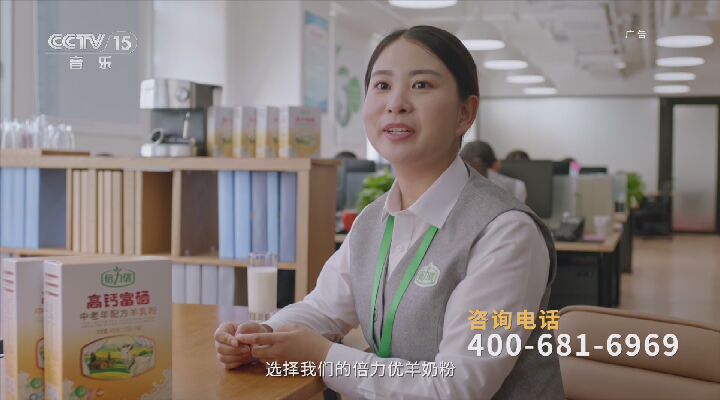 CCTV 15
音乐
广告
倍力优
高钙富硒
中老年配方羊乳粉
咨询电话
400-681-6969
选择我们的倍力优羊奶粉